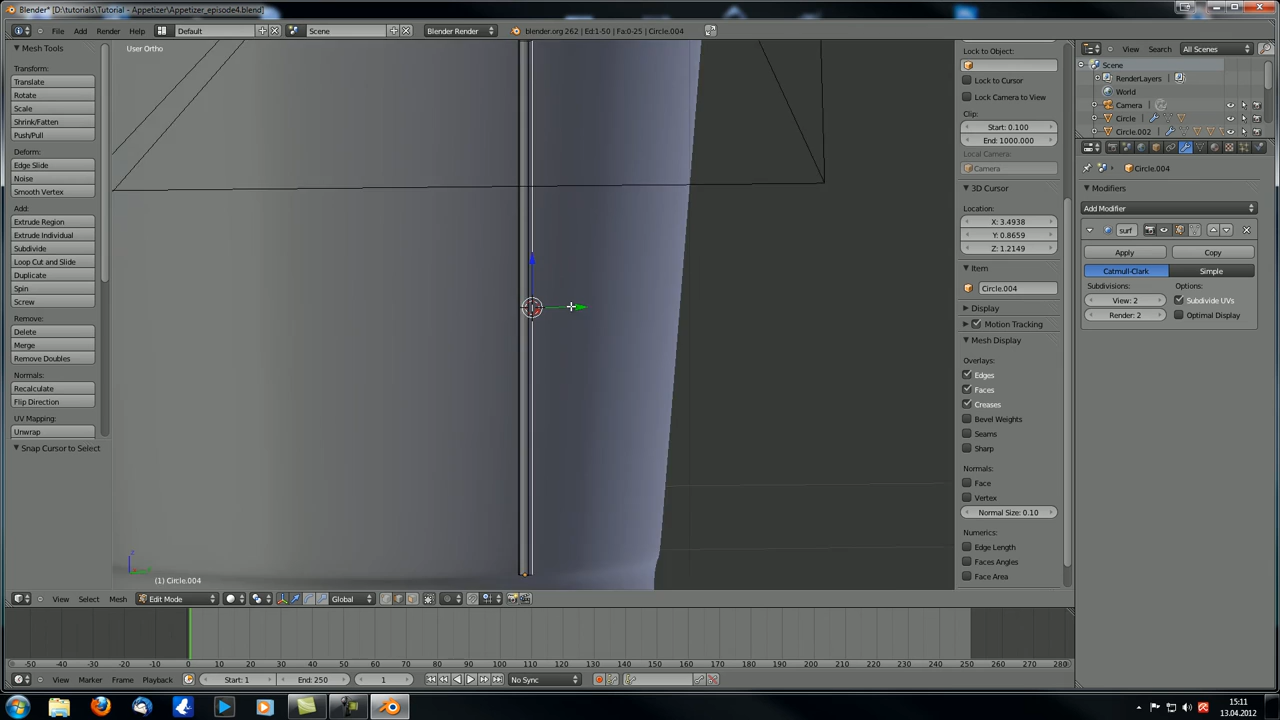 Blender* [D:\tutorials\Tutorial - Appetizer\Appetizer_episode4.blend]
File Add Render Help Default Scene Blender Render blender.org 262 | Ed:1-50 | Fa:0-25 | Circle.004
Mesh Tools
Transform:
Translate
Rotate
Scale
Shrink/Fatten
Push/Pull
Deform:
Edge Slide
Noise
Smooth Vertex
Add:
Extrude Region
Extrude Individual
Subdivide
Loop Cut and Slide
Duplicate
Spin
Screw
Remove:
Delete
Merge
Remove Doubles
Normals:
Recalculate
Flip Direction
UV Mapping:
Unwrap
Snap Cursor to Select
User Ortho
z
(1) Circle.004
Lock to Object:
Lock to Cursor
Lock Camera to View
Clip:
Start: 0.100
End: 1000.000
Local Camera:
Camera
3D Cursor
Location:
X: 3.4938
Y: 0.8659
Z: 1.2149
Item
Circle.004
Display
Motion Tracking
Mesh Display
Overlays:
Edges
Faces
Creases
Bevel Weights
Seams
Sharp
Normals:
Face
Vertex
Normal Size: 0.10
Numerics:
Edge Length
Faces Angles
Face Area
View Search All Scenes
Scene
RenderLayers
World
Camera
Circle
Circle.002
Circle.004
Modifiers
Add Modifier
surf
Apply Copy
Catmull-Clark Simple
Subdivisions: Options:
View: 2 Subdivide UVs
Render: 2 Optimal Display
View Select Mesh Edit Mode Global
-50 -40 -30 -20 -10 0 10 20 30 40 50 60 70 80 90 100 110 120 130 140 150 160 170 180 190 200 210 220 230 240 250 260 270 280
View Marker Frame Playback Start: 1 End: 250 1 No Sync
15:11
13.04.2012